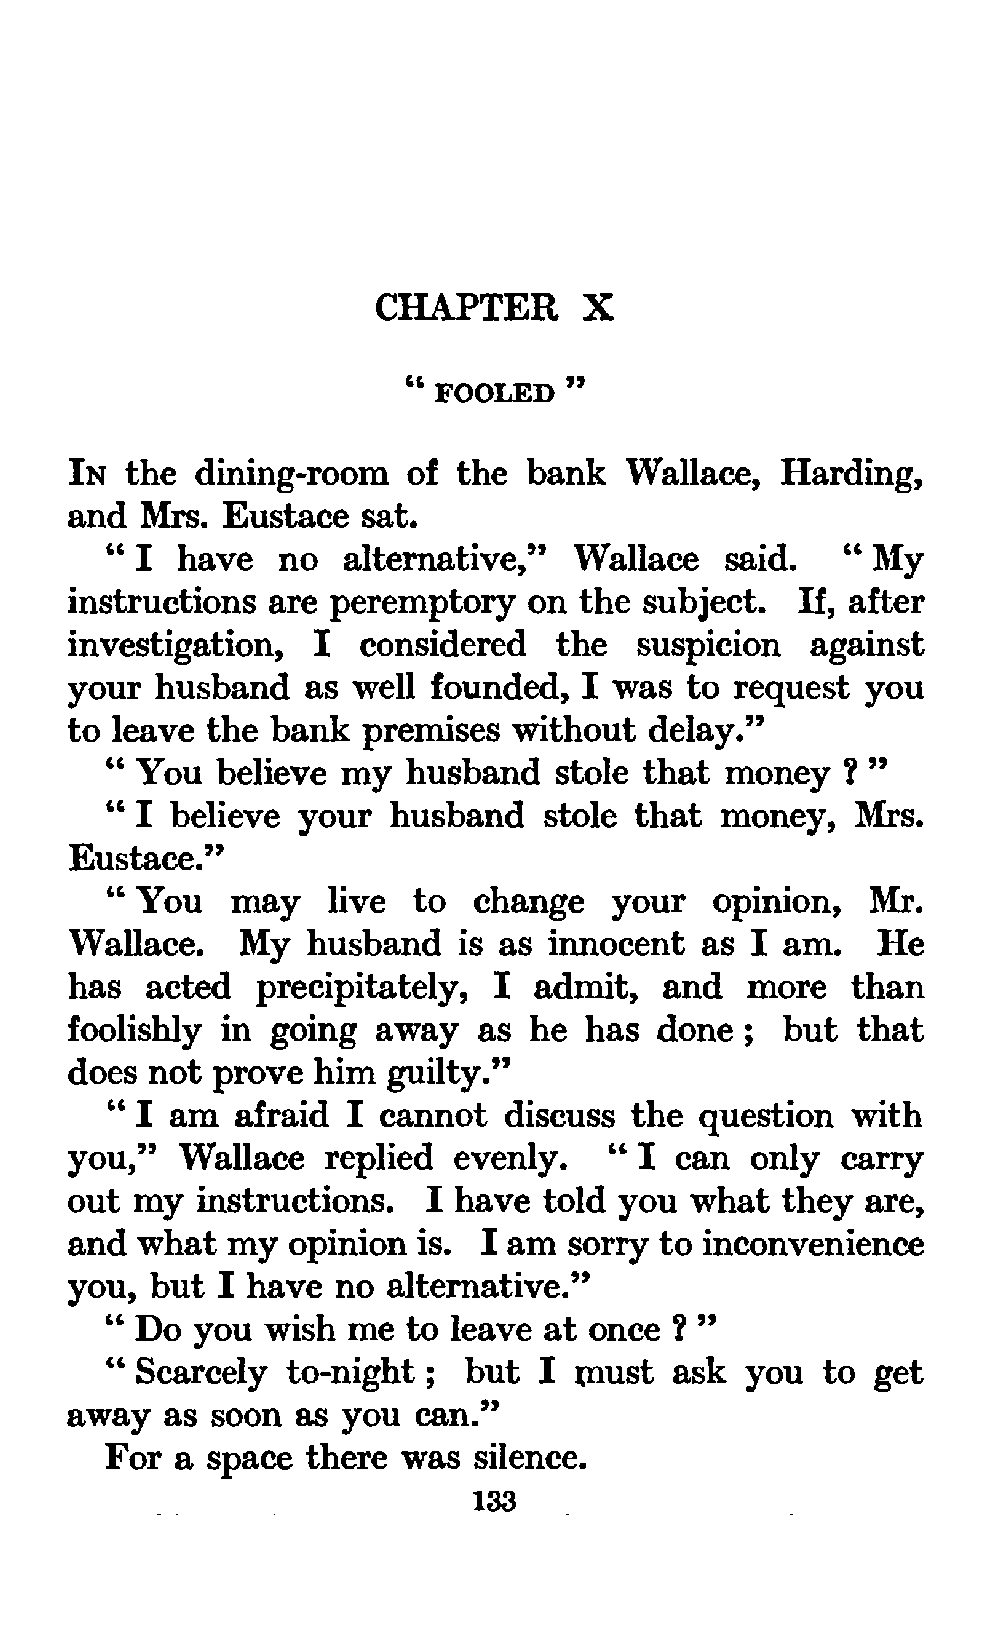 CHAPTER X
“ FOOLED ”
IN the dining-room of the bank Wallace, Harding,
and Mrs. Eustace sat.
“ I have no alternative,” Wallace said. “ My
instructions are peremptory on the subject. If, after
investigation, I considered the suspicion against
your husband as well founded, I was to request you
to leave the bank premises without delay.”
“ You believe my husband stole that money ? ”
“ I believe your husband stole that money, Mrs.
Eustace.”
“ You may live to change your opinion, Mr.
Wallace. My husband is as innocent as I am. He
has acted precipitately, I admit, and more than
foolishly in going away as he has done ; but that
does not prove him guilty.”
“ I am afraid I cannot discuss the question with
you,” Wallace replied evenly. “ I can only carry
out my instructions. I have told you what they are,
and what my opinion is. I am sorry to inconvenience
you, but I have no alternative.”
“ Do you wish me to leave at once ? ”
“ Scarcely to-night ; but I must ask you to get
away as soon as you can.”
For a space there was silence.
133